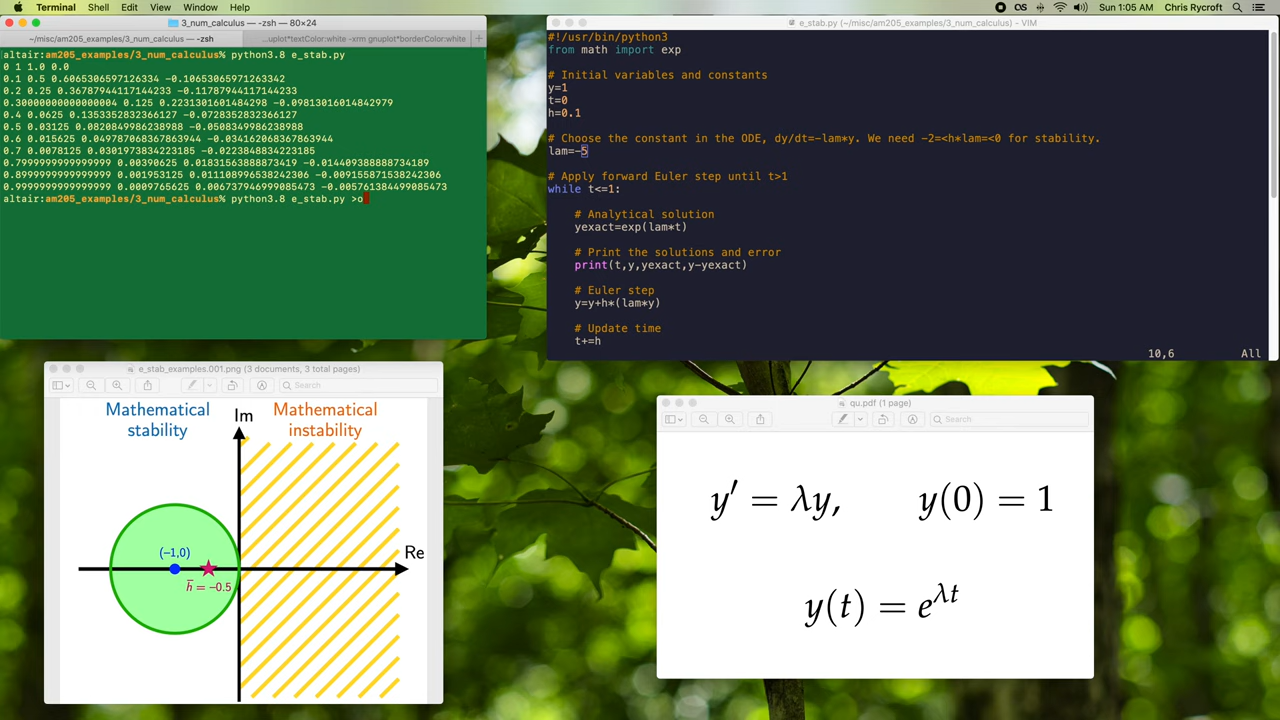 Terminal Shell Edit View Window Help
Sun 1:05 AM Chris Rycroft
3_num_calculus — -zsh — 80×24
~/misc/am205_examples/3_num_calculus — -zsh
...uplot*textColor:white -xrm gnuplot*borderColor:white
altair:am205_examples/3_num_calculus% python3.8 e_stab.py
0 1 1.0 0.0
0.1 0.5 0.6065306597126334 -0.10653065971263342
0.2 0.25 0.36787944117144233 -0.11787944117144233
0.30000000000000004 0.125 0.2231301601484298 -0.09813016014842979
0.4 0.0625 0.1353352832366127 -0.0728352832366127
0.5 0.03125 0.0820849986238988 -0.0508349986238988
0.6 0.015625 0.049787068367863944 -0.034162068367863944
0.7 0.0078125 0.0301973834223185 -0.0223848834223185
0.7999999999999999 0.00390625 0.01831563888873419 -0.014409388888734189
0.8999999999999999 0.001953125 0.011108996538242306 -0.009155871538242306
0.9999999999999999 0.0009765625 0.006737946999085473 -0.005761384499085473
altair:am205_examples/3_num_calculus% python3.8 e_stab.py >o
e_stab.py (~/misc/am205_examples/3_num_calculus) - VIM
#!/usr/bin/python3
from math import exp
# Initial variables and constants
y=1
t=0
h=0.1
# Choose the constant in the ODE, dy/dt=-lam*y. We need -2=<h*lam=<0 for stability.
lam=-5
# Apply forward Euler step until t>1
while t<=1:
# Analytical solution
yexact=exp(lam*t)
# Print the solutions and error
print(t,y,yexact,y-yexact)
# Euler step
y=y+h*(lam*y)
# Update time
t+=h
10,6 All
e_stab_examples.001.png (3 documents, 3 total pages)
Search
Mathematical
stability
Im
Mathematical
instability
(−1,0)
Re
h̄ = −0.5
qu.pdf (1 page)
Search
y′ = λy, y(0) = 1
y(t) = e^{λt}